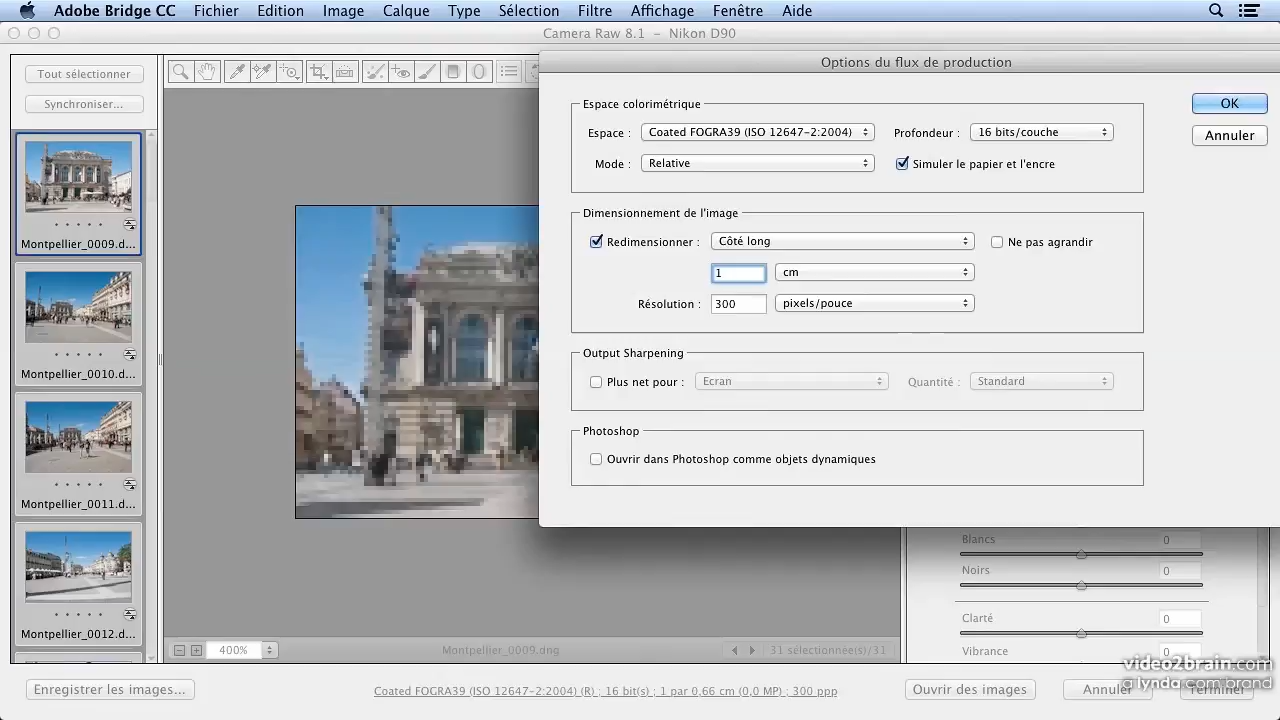 Adobe Bridge CC Fichier Edition Image Calque Type Sélection Filtre Affichage Fenêtre Aide
Camera Raw 8.1 – Nikon D90
Tout sélectionner
Synchroniser...
Montpellier_0009.d...
Montpellier_0010.d...
Montpellier_0011.d...
Montpellier_0012.d...
Options du flux de production
Espace colorimétrique
Espace : Coated FOGRA39 (ISO 12647-2:2004) Profondeur : 16 bits/couche
Mode : Relative Simuler le papier et l'encre
OK
Annuler
Dimensionnement de l'image
Redimensionner : Côté long Ne pas agrandir
1 cm
Résolution : 300 pixels/pouce
Output Sharpening
Plus net pour : Ecran Quantité : Standard
Photoshop
Ouvrir dans Photoshop comme objets dynamiques
Blancs 0
Noirs 0
Clarté 0
Vibrance 0
400% Montpellier_0009.dng 31 sélectionnée(s)/31
Enregistrer les images... Coated FOGRA39 (ISO 12647-2:2004) (R) ; 16 bit(s) ; 1 par 0,66 cm (0,0 MP) ; 300 ppp Ouvrir des images Annuler Terminer
video2brain.com
a lynda.com brand